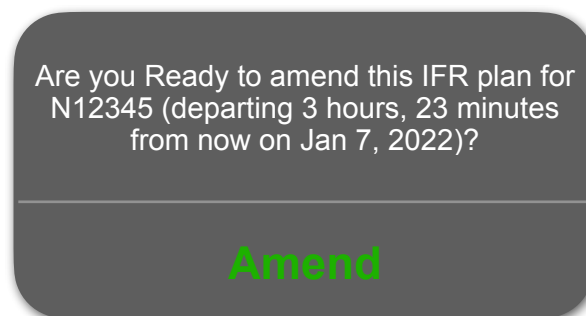 Are you Ready to amend this IFR plan for
N12345 (departing 3 hours, 23 minutes
from now on Jan 7, 2022)?
Amend